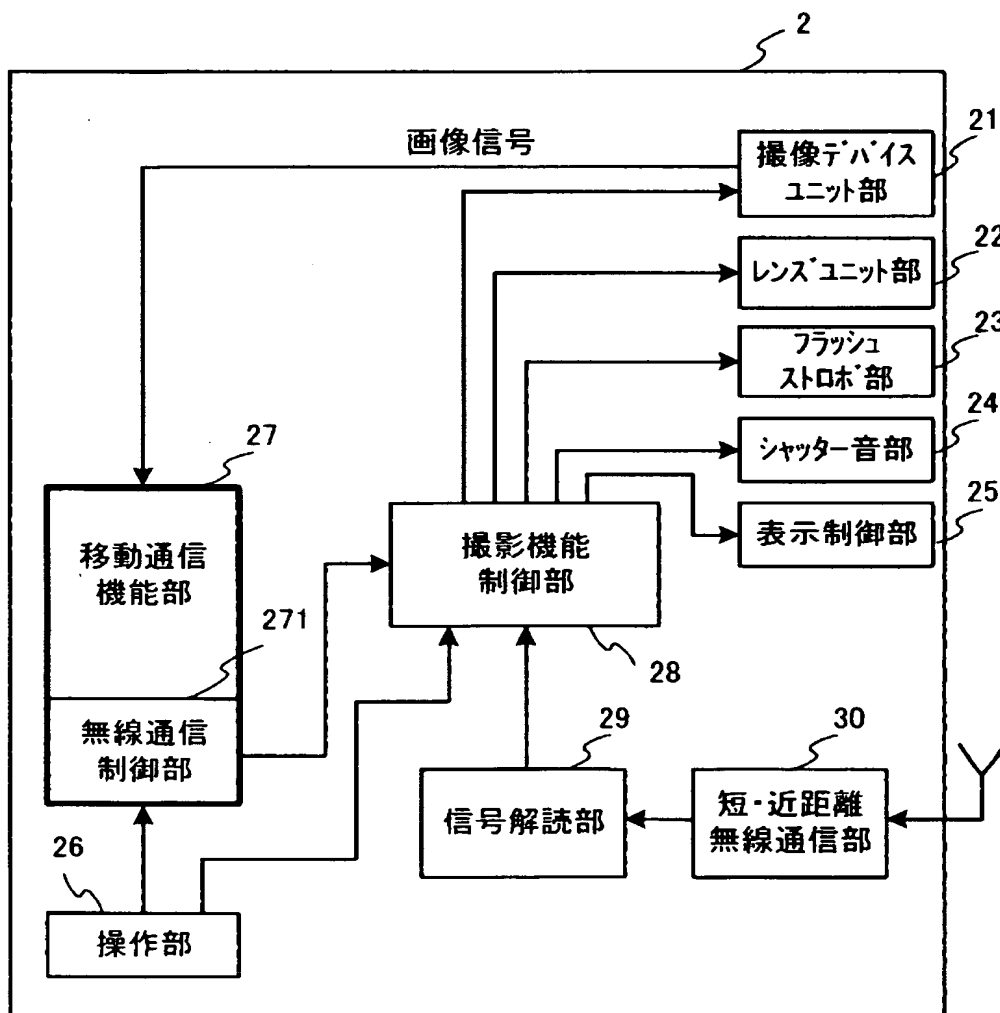 2
画像信号
21
撮像デバイス
ユニット部
22
レンズユニット部
23
フラッシュ
ストロボ部
24
シャッター音部
25
表示制御部
27
移動通信
機能部
271
無線通信
制御部
撮影機能
制御部
28
29
信号解読部
30
短・近距離
無線通信部
26
操作部